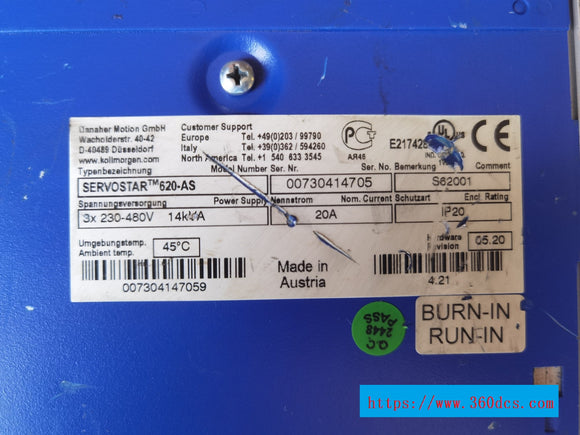 Danaher Motion GmbH
Wacholderstr. 40-42
D-40489 Düsseldorf
www.kollmorgen.com
Customer Support
Europe Tel. +49(0)203 / 99790
Italy Tel. +39(0)362 / 594260
North America Tel. +1 540 633 3545
АЯ46
E217428
UL
CE
Typenbezeichnung Model Number Ser. Nr. Ser. No. Bemerkung Comment
SERVOSTAR™620-AS 00730414705 S62001
Spannungsversorgung Power Supply Nennstrom Nom. Current Schutzart Encl. Rating
3x 230-480V 14kVA 20A IP20
Umgebungstemp.
Ambient temp.
45°C
Hardware
Revision
05.20
Made in
Austria
007304147059
4.21
Q.C
2448
PASS
BURN-IN
RUN-IN
https://www.360dcs.com